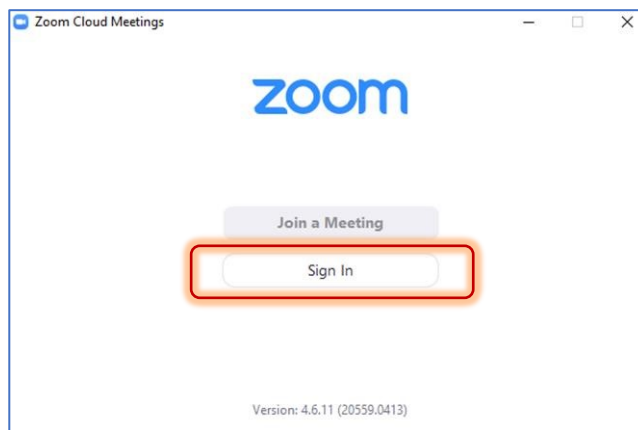 Zoom Cloud Meetings
zoom
Join a Meeting
Sign In
Version: 4.6.11 (20559.0413)